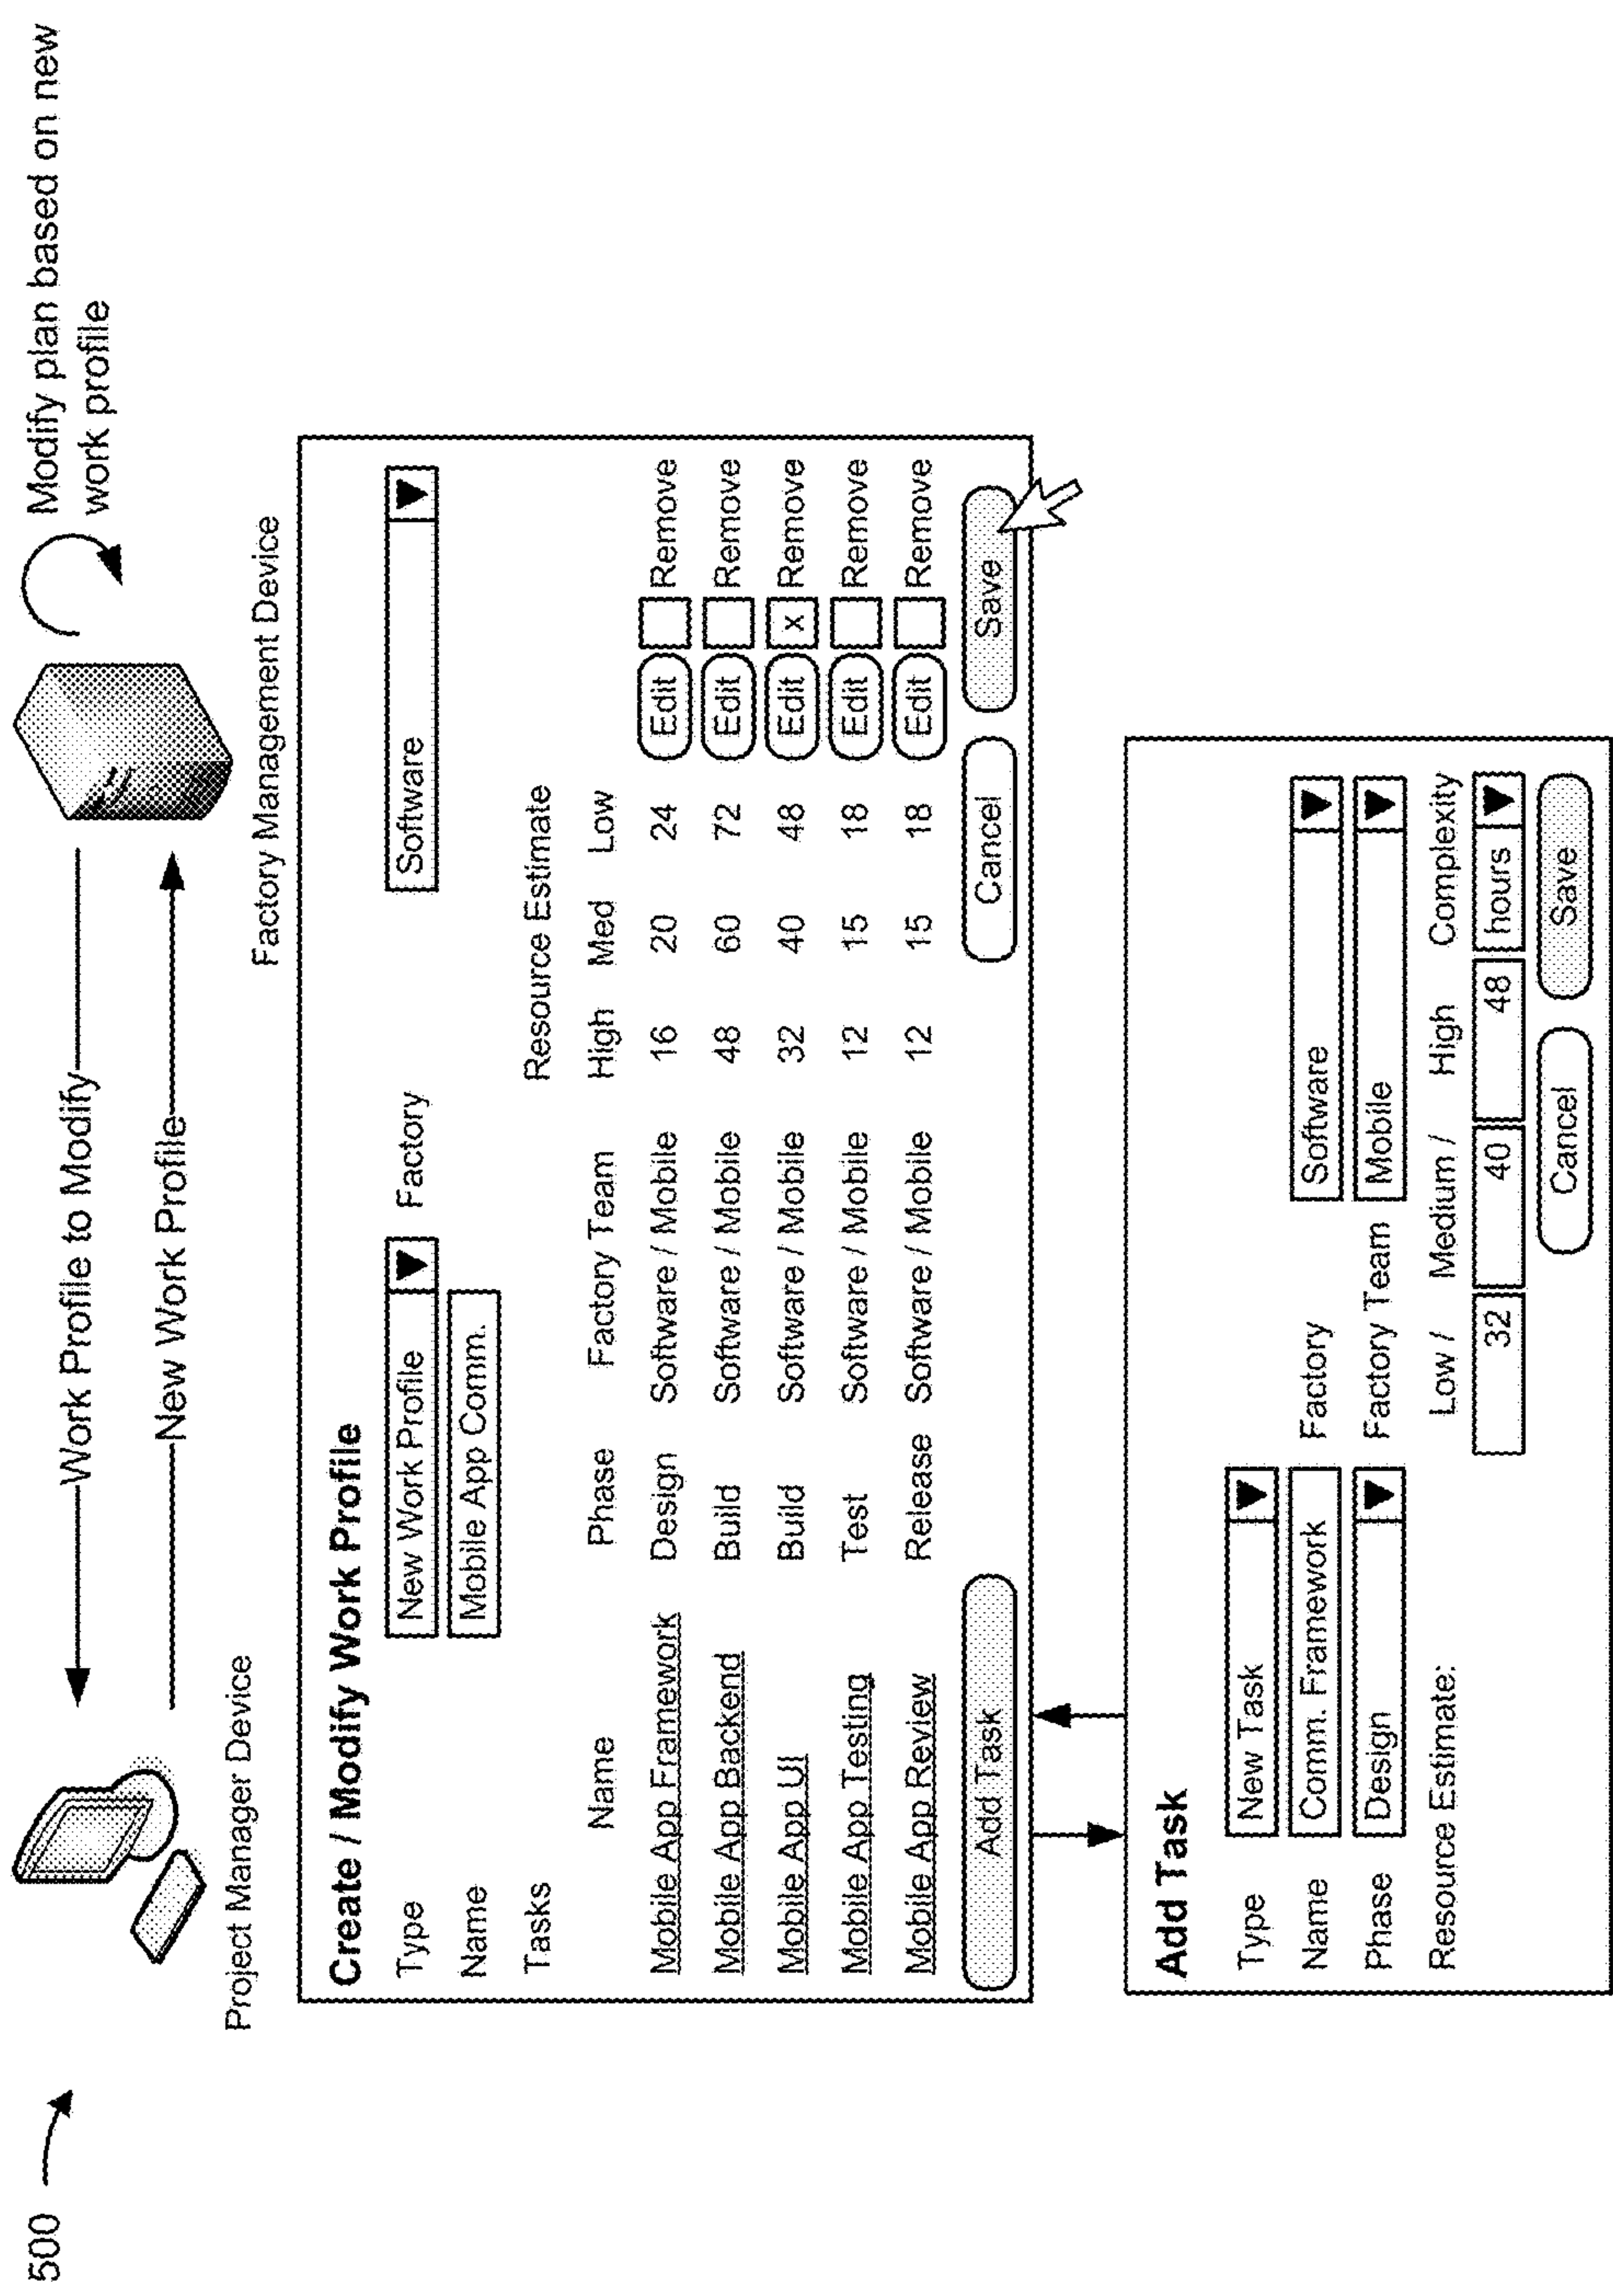 500
Work Profile to Modify
Modify plan based on new
work profile
New Work Profile
Project Manager Device
Factory Management Device
Create / Modify Work Profile
Type New Work Profile Factory Software
Name Mobile App Comm.
Tasks Resource Estimate
Name Phase Factory Team High Med Low
Mobile App Framework Design Software / Mobile 16 20 24 Edit Remove
Mobile App Backend Build Software / Mobile 48 60 72 Edit Remove
Mobile App UI Build Software / Mobile 32 40 48 Edit x Remove
Mobile App Testing Test Software / Mobile 12 15 18 Edit Remove
Mobile App Review Release Software / Mobile 12 15 18 Edit Remove
Add Task Cancel Save
Add Task
Type New Task
Name Comm. Framework Factory Software
Phase Design Factory Team Mobile
Resource Estimate: Low / Medium / High Complexity
32 40 48 hours
Cancel Save